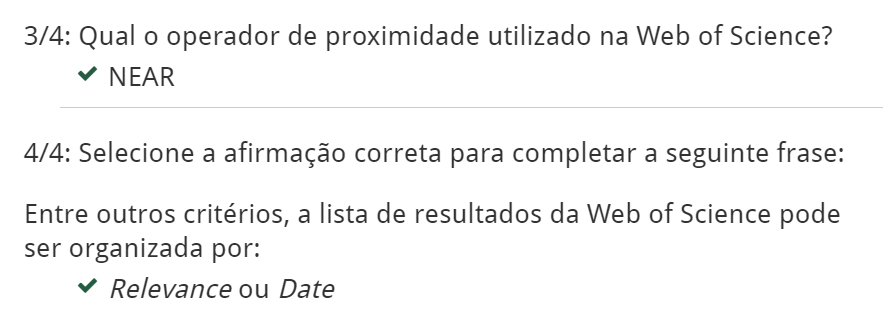 3/4: Qual o operador de proximidade utilizado na Web of Science?
NEAR
4/4: Selecione a afirmação correta para completar a seguinte frase:
Entre outros critérios, a lista de resultados da Web of Science pode
ser organizada por:
Relevance ou Date